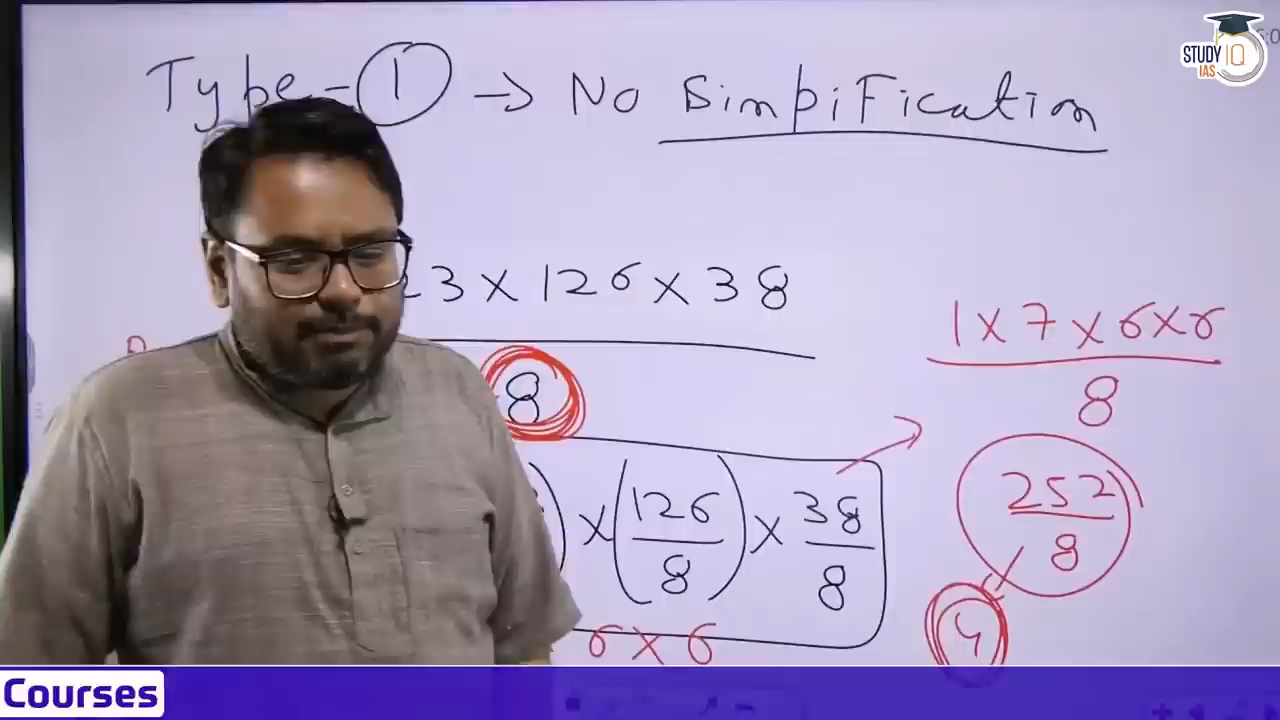 Type - 1 → No SimpiFication
STUDY IQ
IAS
23 x 126 x 38
8
1 x 7 x 6 x 6
8
x (126/8) x 38/8
252
8
6 x 6
4
Courses